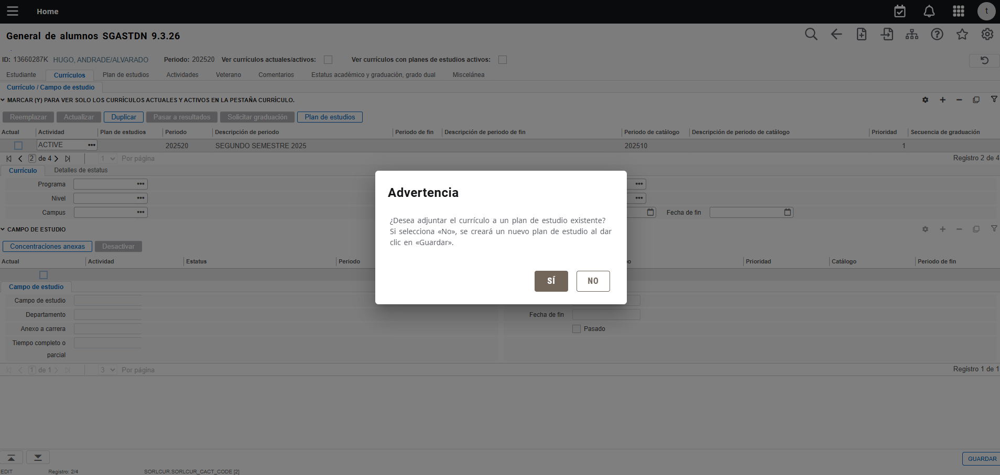 Home
t
General de alumnos SGASTDN 9.3.26
ID: 13660287K HUGO, ANDRADE/ALVARADO Periodo: 202520 Ver currículos actuales/activos: Ver currículos con planes de estudios activos:
Estudiante Currículos Plan de estudios Actividades Veterano Comentarios Estatus académico y graduación, grado dual Miscelánea
Currículo / Campo de estudio
MARCAR (Y) PARA VER SOLO LOS CURRÍCULOS ACTUALES Y ACTIVOS EN LA PESTAÑA CURRÍCULO.
Reemplazar Actualizar Duplicar Pasar a resultados Solicitar graduación Plan de estudios
Actual Actividad Plan de estudios Periodo Descripción de periodo Periodo de fin Descripción de periodo de fin Periodo de catálogo Descripción de periodo de catálogo Prioridad Secuencia de graduación
ACTIVE 202520 SEGUNDO SEMESTRE 2025 202510 1
2 de 4 1 Por página Registro 2 de 4
Currículo Detalles de estatus
Programa
Nivel
Campus Fecha de fin
Advertencia
¿Desea adjuntar el currículo a un plan de estudio existente?
Si selecciona «No», se creará un nuevo plan de estudio al dar
clic en «Guardar».
SÍ NO
CAMPO DE ESTUDIO
Concentraciones anexas Desactivar
Actual Actividad Estatus Periodo Prioridad Catálogo Periodo de fin
Campo de estudio
Campo de estudio
Departamento Fecha de fin
Anexo a carrera Pasado
Tiempo completo o
parcial
1 de 1 3 Por página Registro 1 de 1
GUARDAR
EDIT Registro: 2/4 SORLCUR.SORLCUR_CACT_CODE [2]